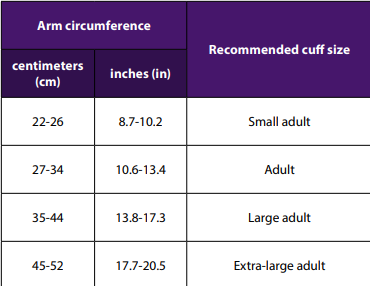 Arm circumference
Recommended cuff size
centimeters
(cm)
inches (in)
22-26 8.7-10.2 Small adult
27-34 10.6-13.4 Adult
35-44 13.8-17.3 Large adult
45-52 17.7-20.5 Extra-large adult